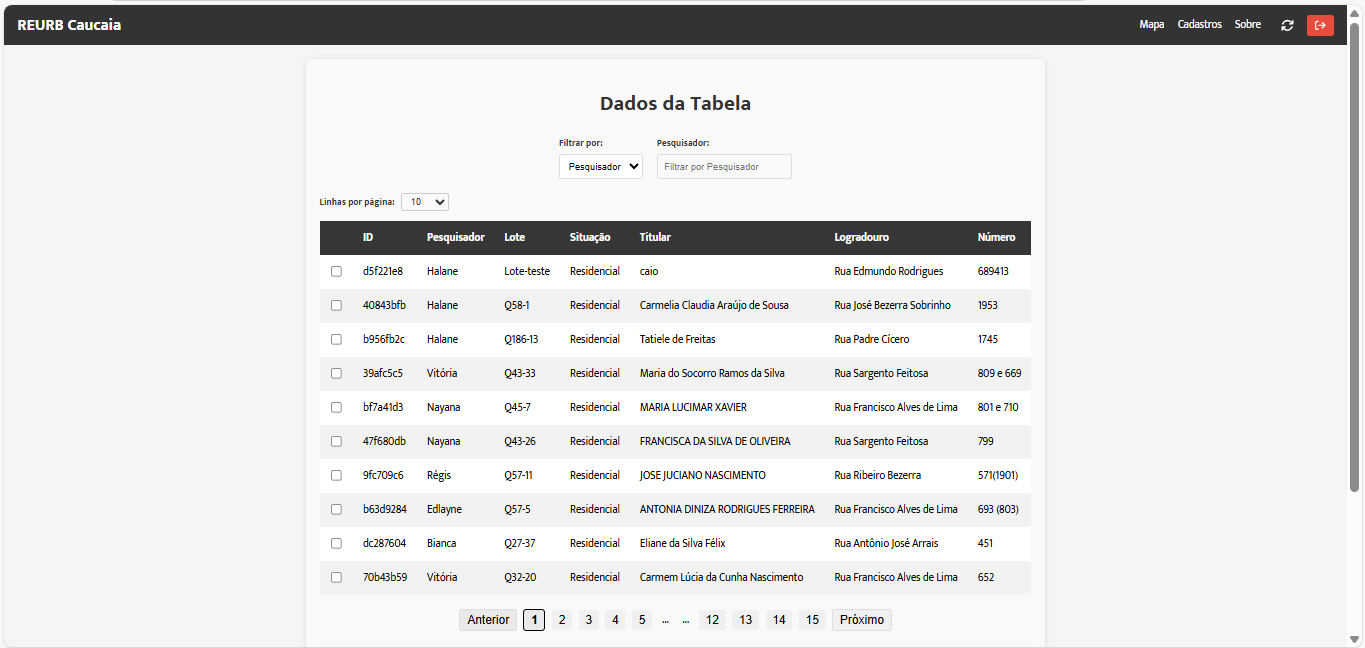 REURB Caucaia Mapa Cadastros Sobre
Dados da Tabela
Filtrar por: Pesquisador:
Pesquisador Filtrar por Pesquisador
Linhas por página: 10
ID Pesquisador Lote Situação Titular Logradouro Número
d5f221e8 Halane Lote-teste Residencial caio Rua Edmundo Rodrigues 689413
40843bfb Halane Q58-1 Residencial Carmelia Claudia Araújo de Sousa Rua José Bezerra Sobrinho 1953
b956fb2c Halane Q186-13 Residencial Tatiele de Freitas Rua Padre Cícero 1745
39afc5c5 Vitória Q43-33 Residencial Maria do Socorro Ramos da Silva Rua Sargento Feitosa 809 e 669
bf7a41d3 Nayana Q45-7 Residencial MARIA LUCIMAR XAVIER Rua Francisco Alves de Lima 801 e 710
47f680db Nayana Q43-26 Residencial FRANCISCA DA SILVA DE OLIVEIRA Rua Sargento Feitosa 799
9fc709c6 Régis Q57-11 Residencial JOSE JUCIANO NASCIMENTO Rua Ribeiro Bezerra 571(1901)
b63d9284 Edlayne Q57-5 Residencial ANTONIA DINIZA RODRIGUES FERREIRA Rua Francisco Alves de Lima 693 (803)
dc287604 Bianca Q27-37 Residencial Eliane da Silva Félix Rua Antônio José Arrais 451
70b43b59 Vitória Q32-20 Residencial Carmem Lúcia da Cunha Nascimento Rua Francisco Alves de Lima 652
Anterior 1 2 3 4 5 ... ... 12 13 14 15 Próximo